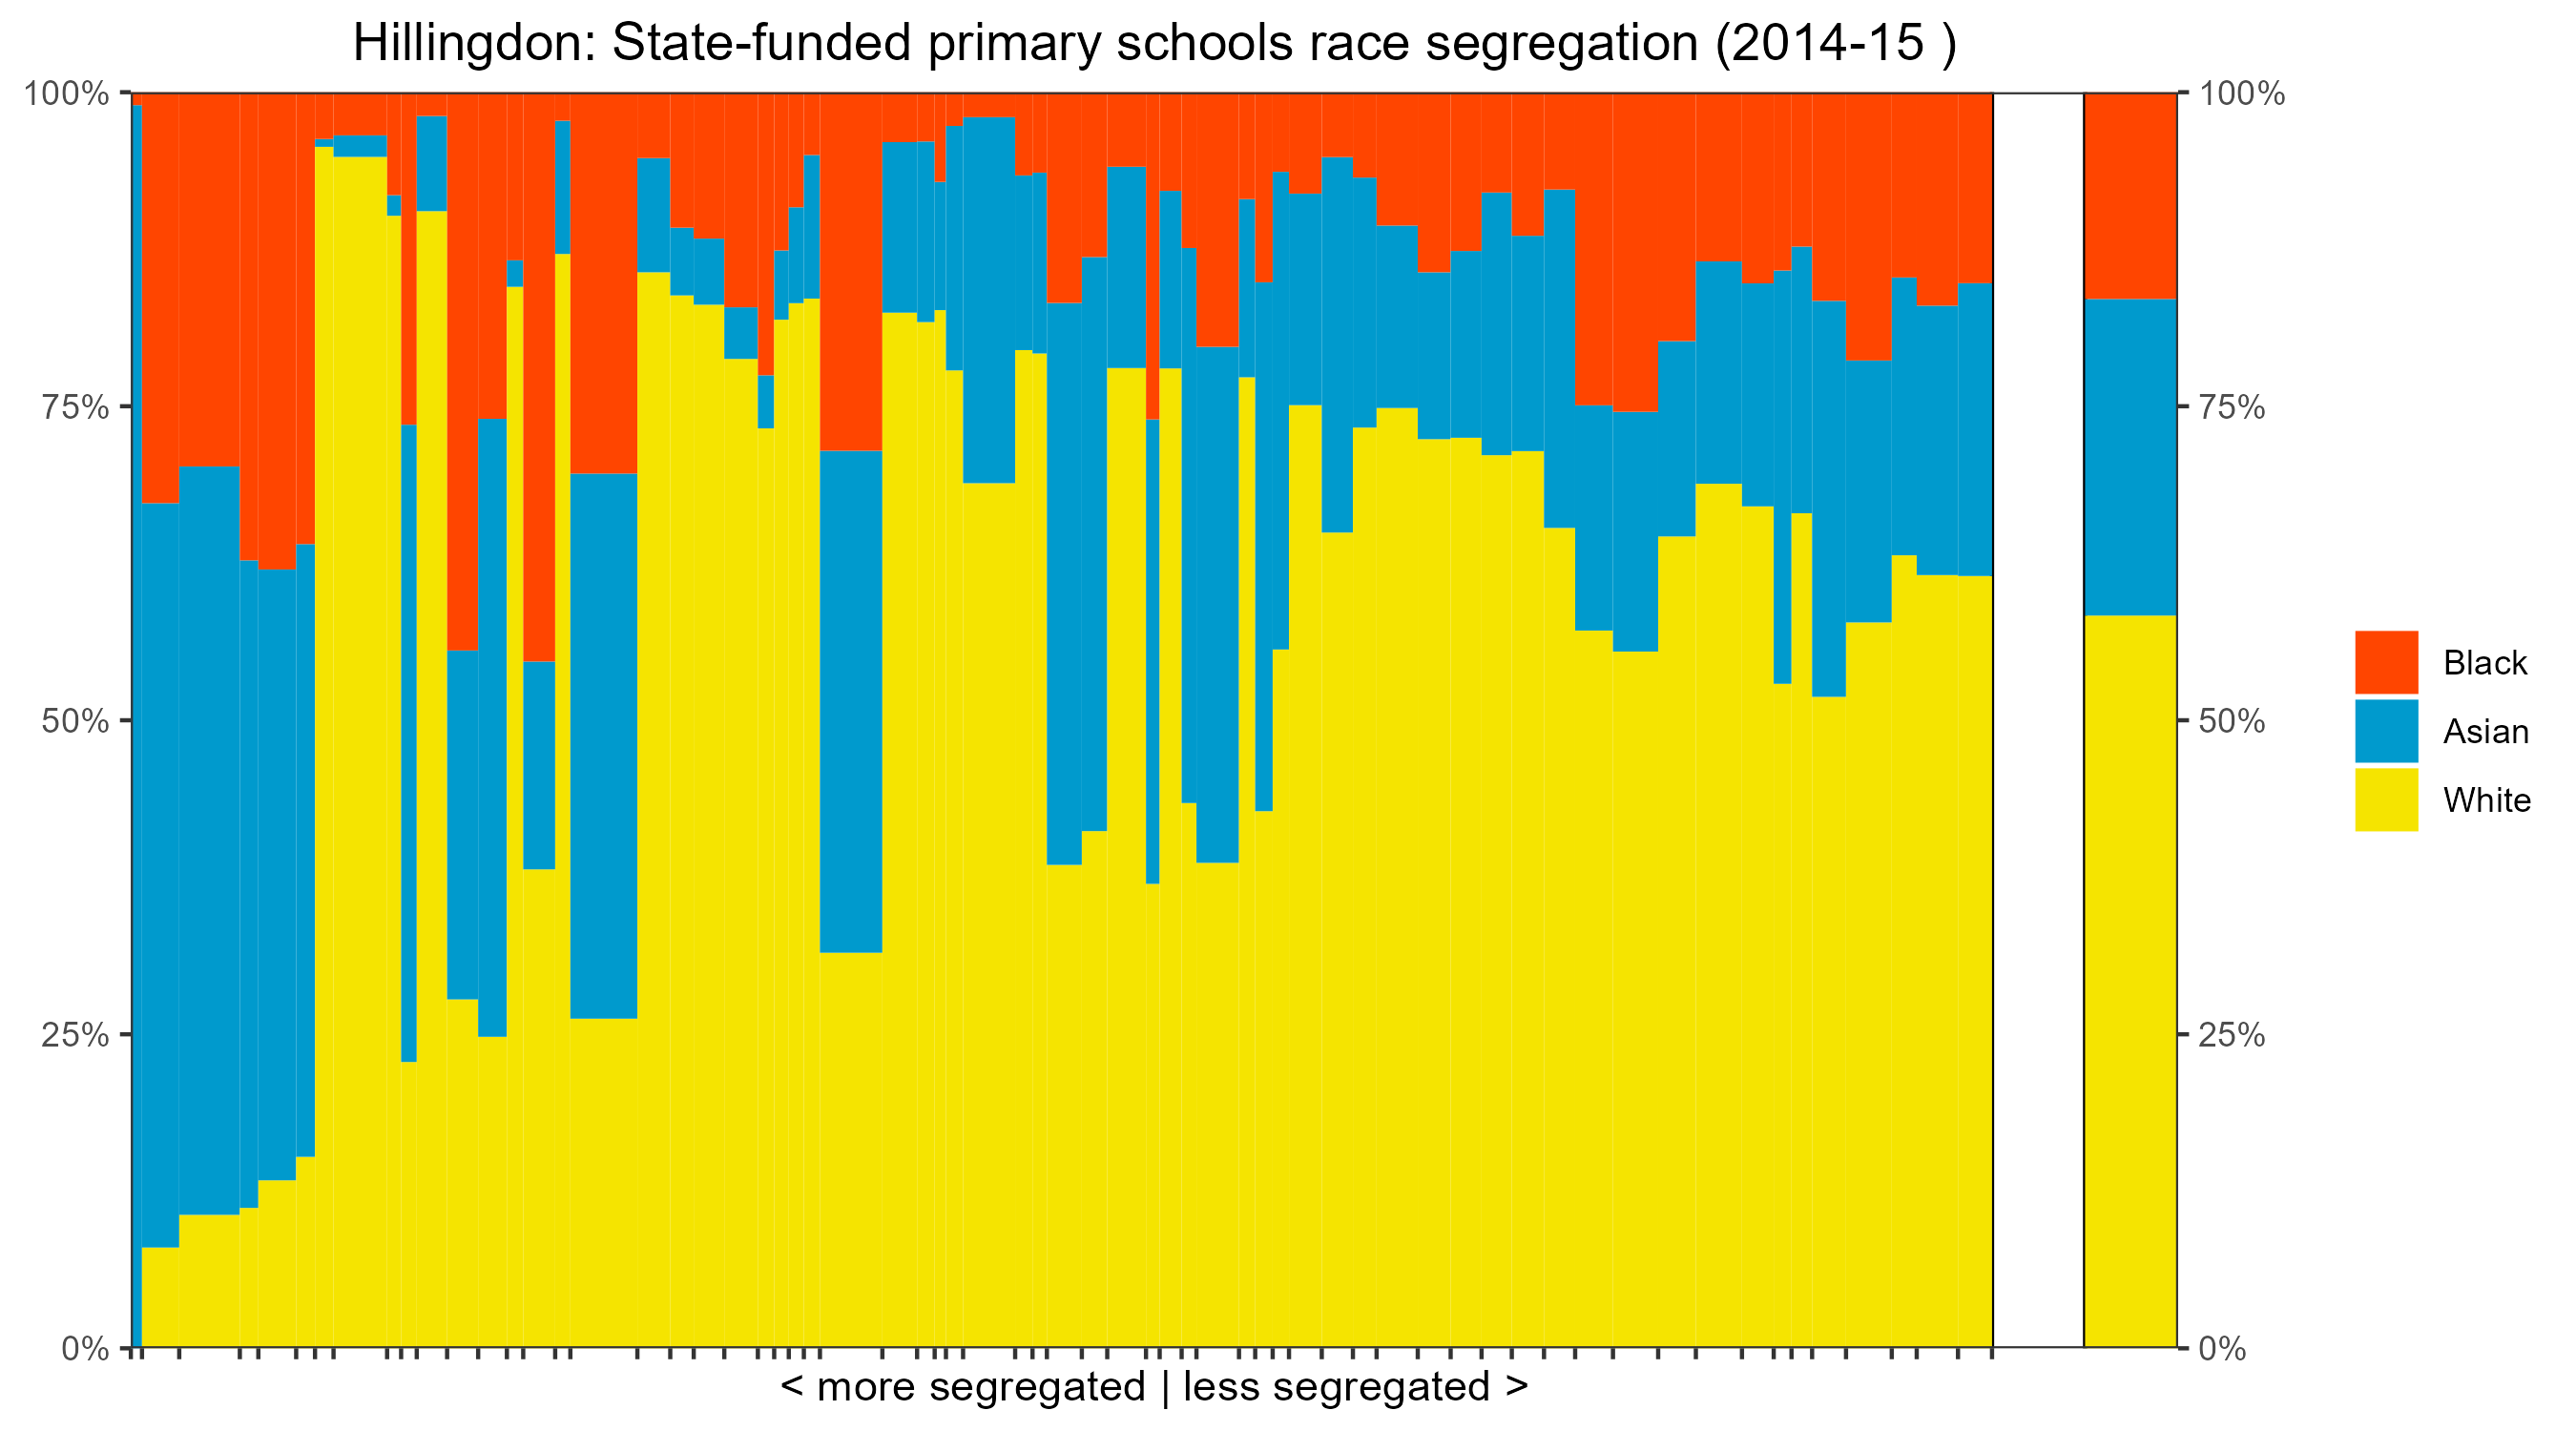 Hillingdon: State-funded primary schools race segregation (2014-15 )
100%
75%
50%
25%
0%
100%
75%
50%
25%
0%
Black
Asian
White
< more segregated | less segregated >